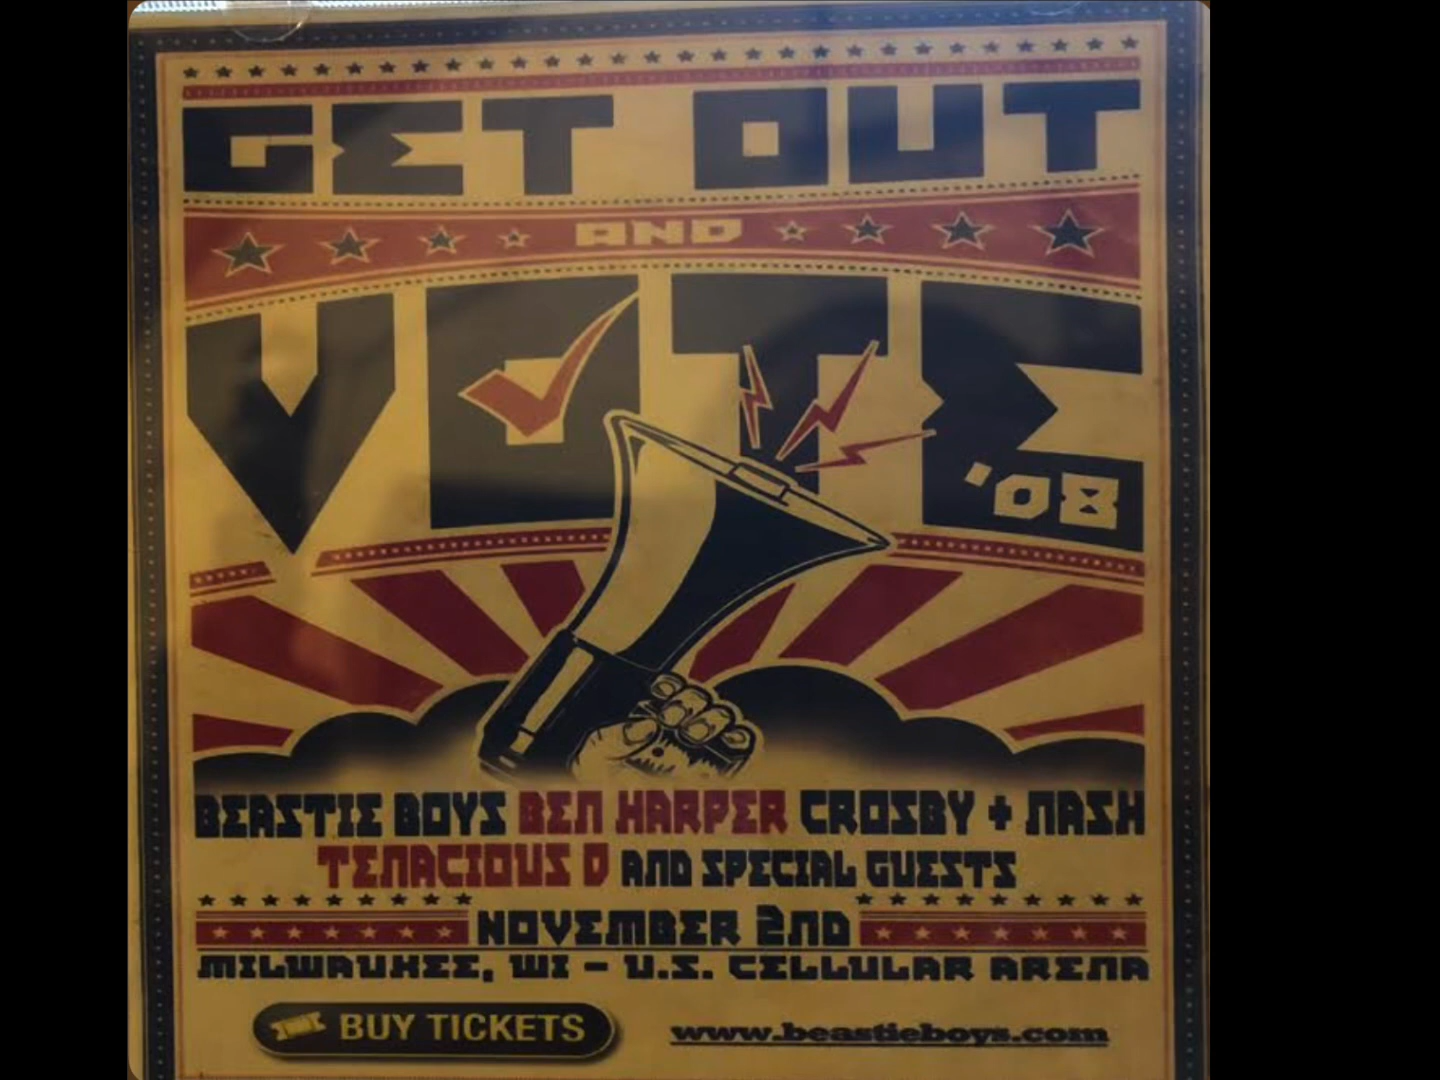 GET OUT
AND
VOTE
'08
BEASTIE BOYS BEN HARPER CROSBY + NASH
TENACIOUS D AND SPECIAL GUESTS
NOVEMBER 2ND
MILWAUKEE, WI - U.S. CELLULAR ARENA
BUY TICKETS
www.beastieboys.com